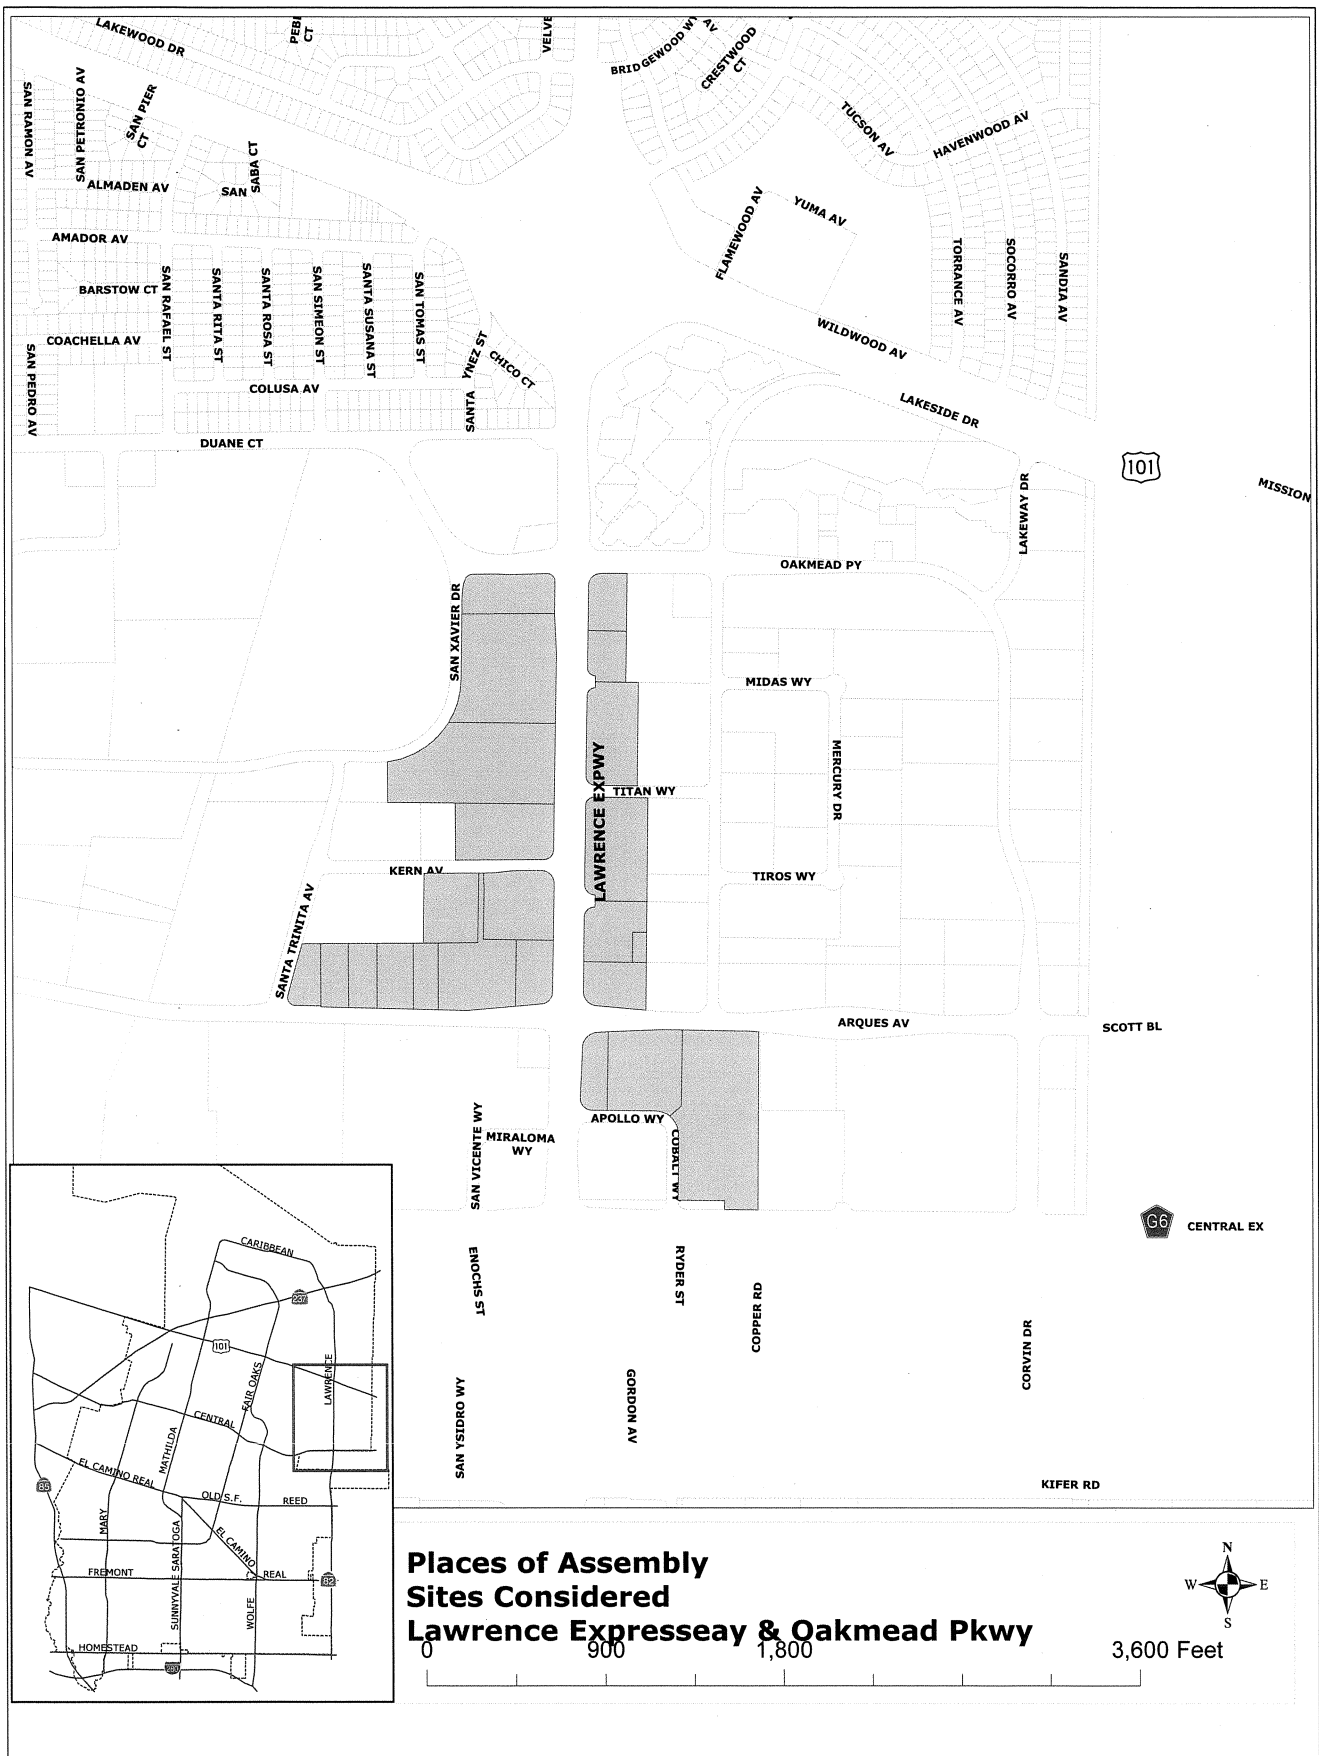 LAKEWOOD DR
PEBI
CT
VELVE
BRIDGEWOOD WY
AV
CRESTWOOD
CT
SAN RAMON AV
SAN PETRONIO AV
SAN PIER
CT
TUCSON AV
HAVENWOOD AV
ALMADEN AV
SAN
SABA CT
FLAMEWOOD AV
YUMA AV
AMADOR AV
BARSTOW CT
SAN RAFAEL ST
SANTA RITA ST
SANTA ROSA ST
SAN SIMEON ST
SANTA SUSANA ST
SAN TOMAS ST
TORRANCE AV
SOCORRO AV
SANDIA AV
COACHELLA AV
SANTA YNEZ ST
CHICO CT
WILDWOOD AV
SAN PEDRO AV
COLUSA AV
LAKESIDE DR
DUANE CT
101
MISSION
LAKEWAY DR
OAKMEAD PY
SAN XAVIER DR
MIDAS WY
LAWRENCE EXPWY
MERCURY DR
TITAN WY
KERN AV
TIROS WY
SANTA TRINITA AV
ARQUES AV
SCOTT BL
APOLLO WY
SAN VICENTE WY
MIRALOMA
WY
COBALT WY
G6
CENTRAL EX
ENOCHS ST
RYDER ST
COPPER RD
CORVIN DR
SAN YSIDRO WY
GORDON AV
KIFER RD
CARIBBEAN
237
101
FAIR OAKS
LAWRENCE
CENTRAL
MATHILDA
EL CAMINO REAL
85
OLD S.F.
REED
MARY
SUNNYVALE SARATOGA
EL CAMINO
REAL
FREMONT
82
WOLFE
HOMESTEAD
280
Places of Assembly
Sites Considered
Lawrence Expresseay & Oakmead Pkwy
N
W
E
S
0
900
1,800
3,600 Feet